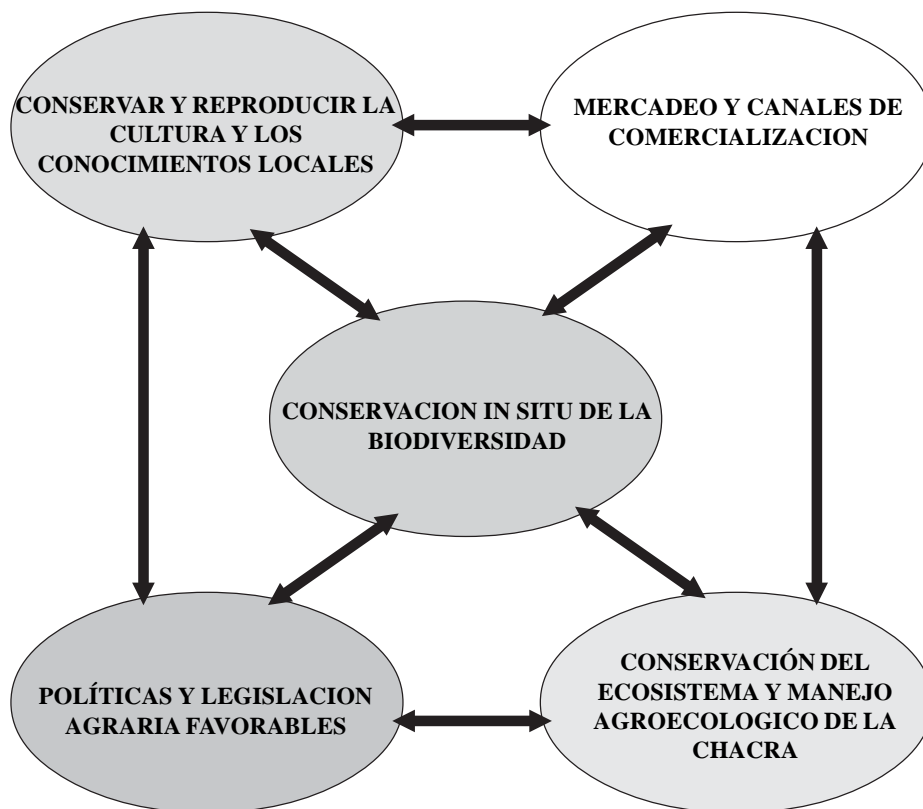 CONSERVAR Y REPRODUCIR LA
CULTURA Y LOS
CONOCIMIENTOS LOCALES
MERCADEO Y CANALES DE
COMERCIALIZACION
CONSERVACION IN SITU DE LA
BIODIVERSIDAD
POLÍTICAS Y LEGISLACION
AGRARIA FAVORABLES
CONSERVACIÓN DEL
ECOSISTEMA Y MANEJO
AGROECOLOGICO DE LA
CHACRA